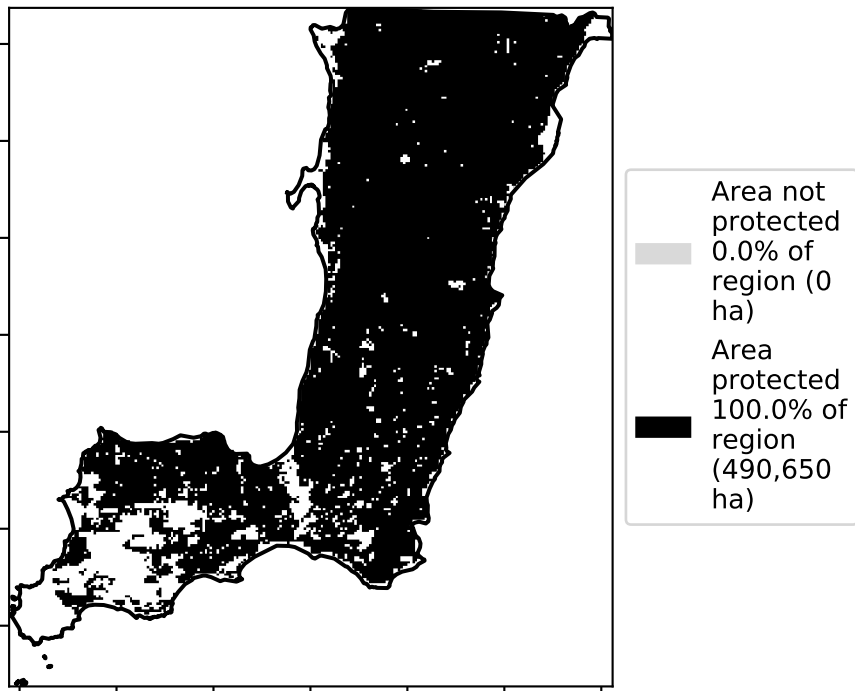 Area not
protected
0.0% of
region (0
ha)
Area
protected
100.0% of
region
(490,650
ha)